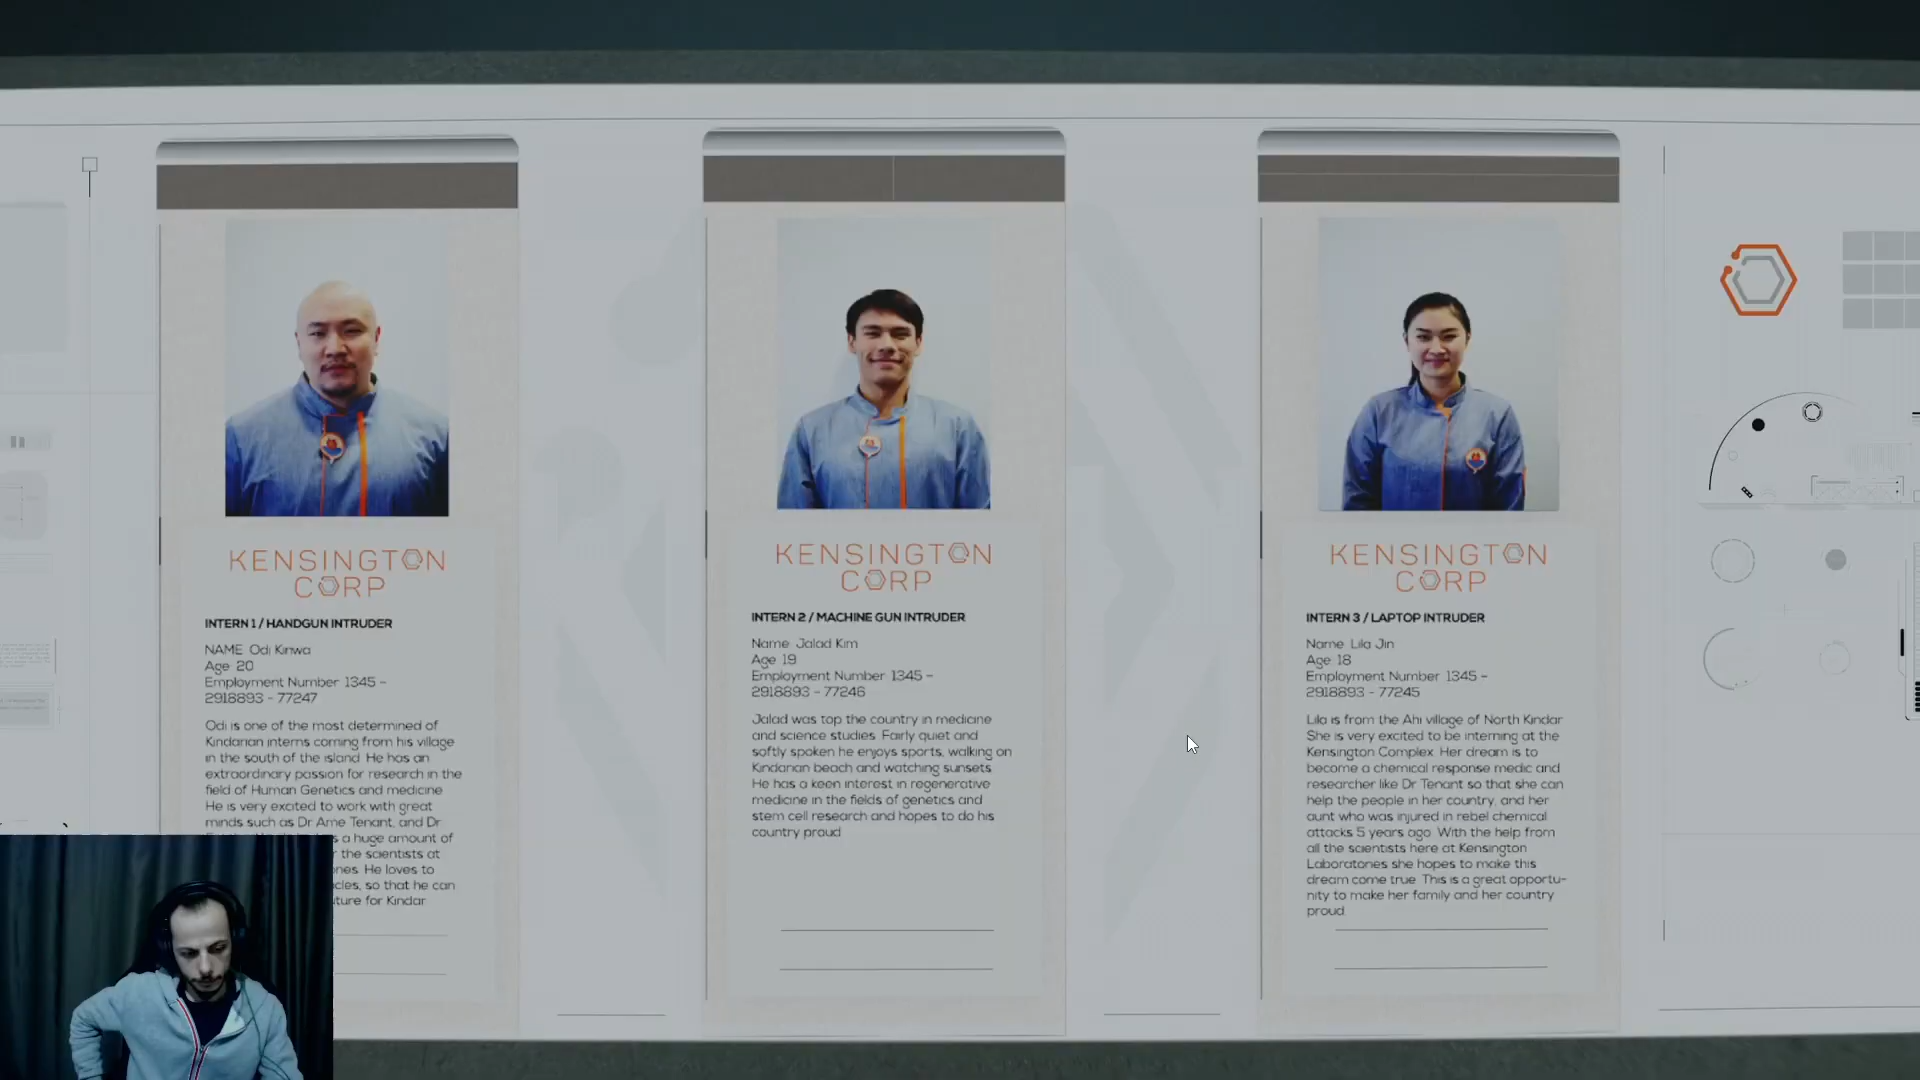 KENSINGTON
CORP
INTERN 1 / HANDGUN INTRUDER
NAME Odi Kinwa
Age 20
Employment Number 1345 -
2918893 - 77247
Odi is one of the most determined of
Kindarian interns coming from his village
in the south of the island He has an
extraordinary passion for research in the
field of Human Genetics and medicine
He is very excited to work with great
minds such as Dr Ame Tenant, and Dr
s a huge amount of
r the scientists at
He loves to
so that he can
for Kindar
KENSINGTON
CORP
INTERN 2 / MACHINE GUN INTRUDER
Name Jalad Kim
Age 19
Employment Number 1345 -
2918893 - 77246
Jalad was top the country in medicine
and science studies Fairly quiet and
softly spoken he enjoys sports, walking on
Kindarian beach and watching sunsets
He has a keen interest in regenerative
medicine in the fields of genetics and
stem cell research and hopes to do his
country proud
KENSINGTON
CORP
INTERN 3 / LAPTOP INTRUDER
Name Lila Jin
Age 18
Employment Number 1345 -
2918893 - 77245
Lila is from the Ahi village of North Kindar
She is very excited to be interning at the
Kensington Complex Her dream is to
become a chemical response medic and
researcher like Dr Tenant so that she can
help the people in her country, and her
aunt who was injured in rebel chemical
attacks 5 years ago With the help from
all the scientists here at Kensington
Laboratories she hopes to make this
dream come true This is a great opportu-
nity to make her family and her country
proud